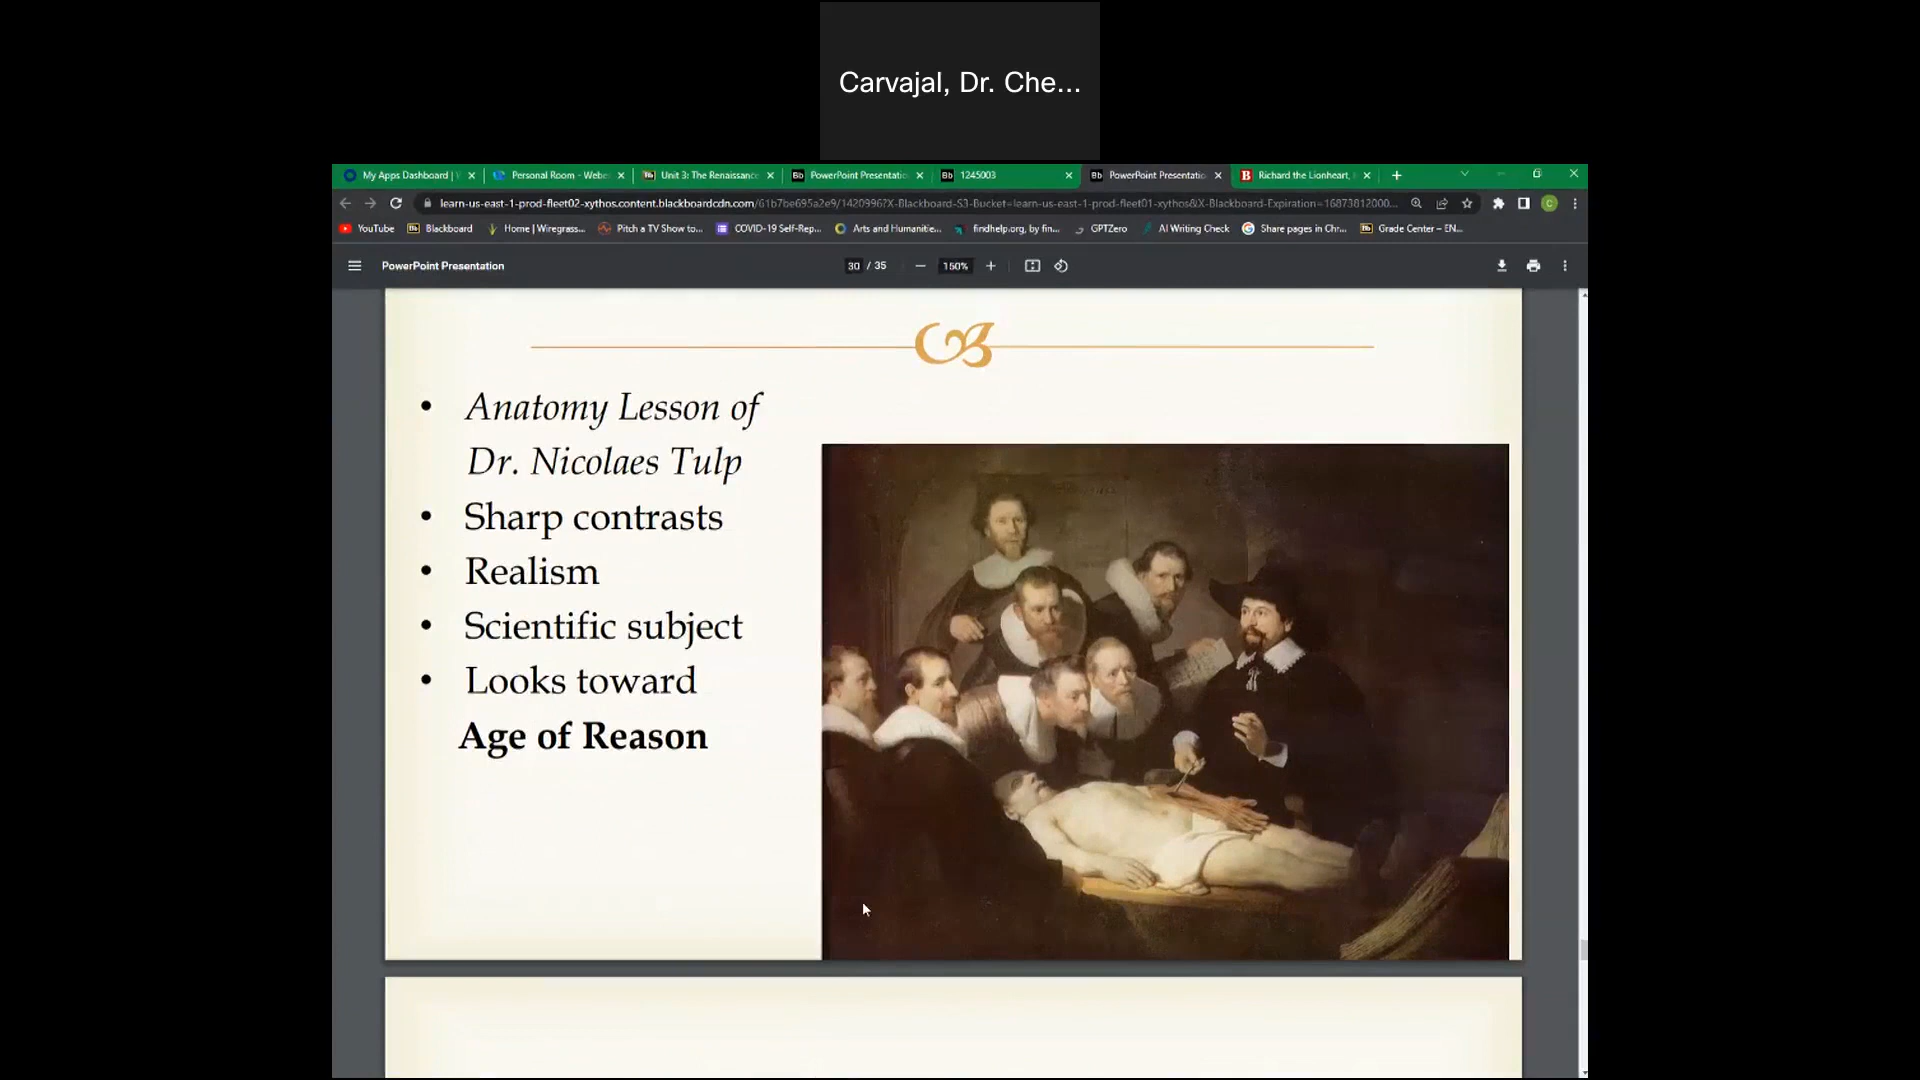 Carvajal, Dr. Che...
My Apps Dashboard |
Personal Room - Webe
Unit 3: The Renaissance
PowerPoint Presentatio
1245003
PowerPoint Presentatio
Richard the Lionheart,
learn-us-east-1-prod-fleet02-xythos.content.blackboardcdn.com/61b7be695a2e9/1420996?X-Blackboard-S3-Bucket=learn-us-east-1-prod-fleet01-xythos&X-Blackboard-Expiration=16873812000...
YouTube
Blackboard
Home | Wiregrass...
Pitch a TV Show to...
COVID-19 Self-Rep...
Arts and Humanitie...
findhelp.org, by fin...
GPTZero
AI Writing Check
Share pages in Chr...
Grade Center – EN...
PowerPoint Presentation
30 / 35
150%
• Anatomy Lesson of
Dr. Nicolaes Tulp
• Sharp contrasts
• Realism
• Scientific subject
• Looks toward
Age of Reason